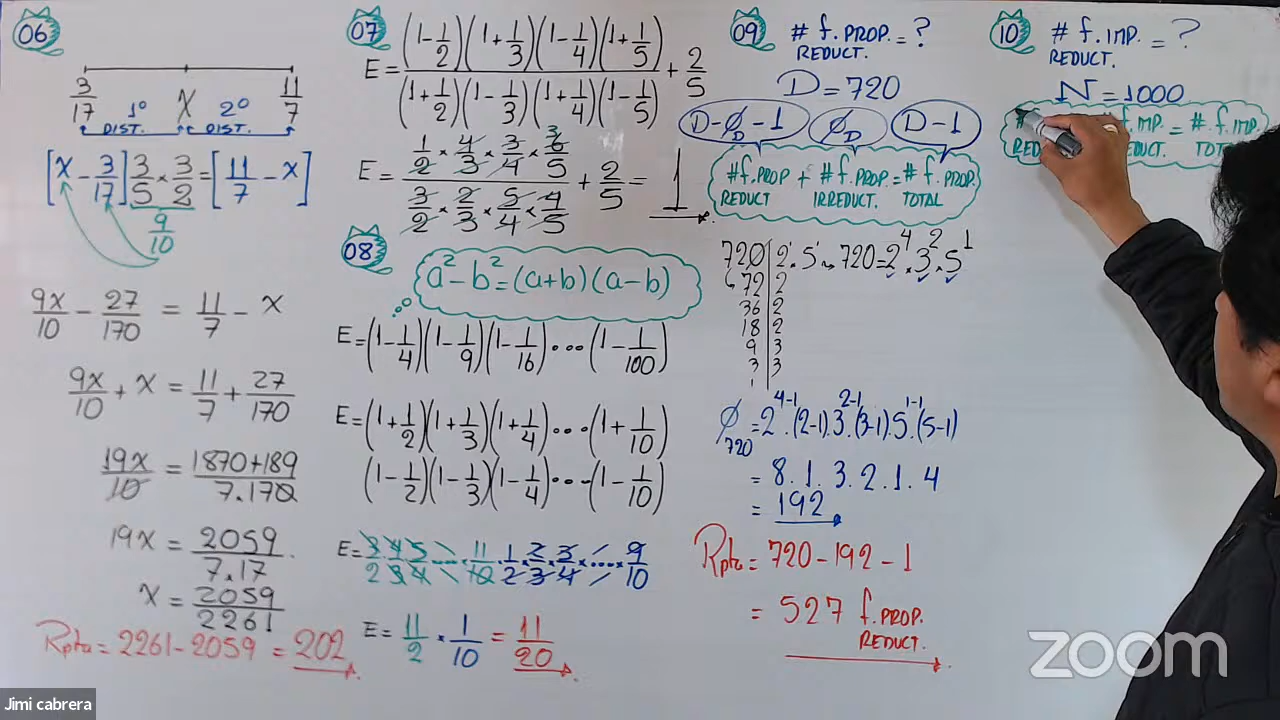 06
3/17 1° X 2° 11/7
DIST. DIST.
[x - 3/17] 3/5 × 3/2 = [11/7 - x]
9/10
9x/10 - 27/170 = 11/7 - x
9x/10 + x = 11/7 + 27/170
19x/10 = 1870+189/7.170
19x = 2059/7.17
x = 2059/2261
Rpta = 2261 - 2059 = 202
07
E = (1-1/2)(1+1/3)(1-1/4)(1+1/5)/(1+1/2)(1-1/3)(1+1/4)(1-1/5) + 2/5
E = 1/2 × 4/3 × 3/4 × 6/5 / 3/2 × 2/3 × 5/4 × 4/5 + 2/5 = 1
3
08
a² - b² = (a+b)(a-b)
E = (1-1/4)(1-1/9)(1-1/16)...(1-1/100)
E = (1+1/2)(1+1/3)(1+1/4)...(1+1/10)
(1-1/2)(1-1/3)(1-1/4)...(1-1/10)
E = 3/2 . 4/3 . 5/4 ..... 11/10 . 1/2 × 2/3 × 3/4 × .... × 9/10
E = 11/2 × 1/10 = 11/20
09
# f. PROP. = ?
REDUCT.
D = 720
D-ϕD-1 ϕD D-1
# f. PROP + # f. PROP. = # f. PROP.
REDUCT IRREDUCT. TOTAL
720 | 2.5 → 720 = 2⁴ . 3² . 5¹
72 | 2
36 | 2
18 | 2
9 | 3
3 | 3
1
ϕ720 = 2⁴⁻¹.(2-1).3²⁻¹.(3-1).5¹⁻¹.(5-1)
= 8. 1. 3. 2. 1. 4
= 192
Rpta = 720 - 192 - 1
= 527 f. PROP.
REDUCT.
10
# f. IMP. = ?
REDUCT.
N = 1000
f. IMP. = # f. IMP.
zoom
Jimi cabrera